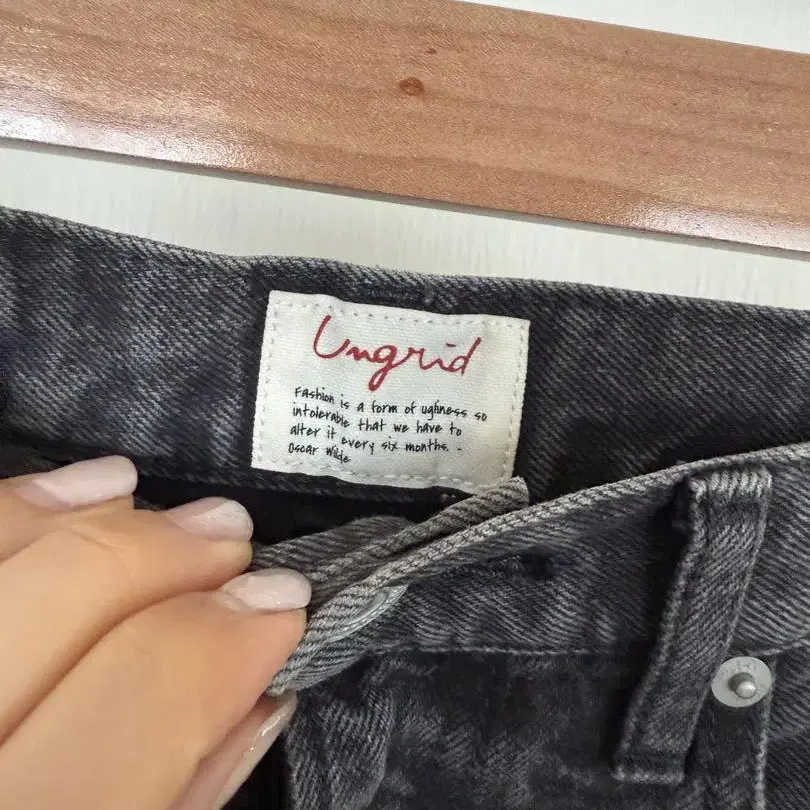 Ungrid
Fashion is a form of ugliness so
intolerable that we have to
alter it every six months. -
Oscar Wilde